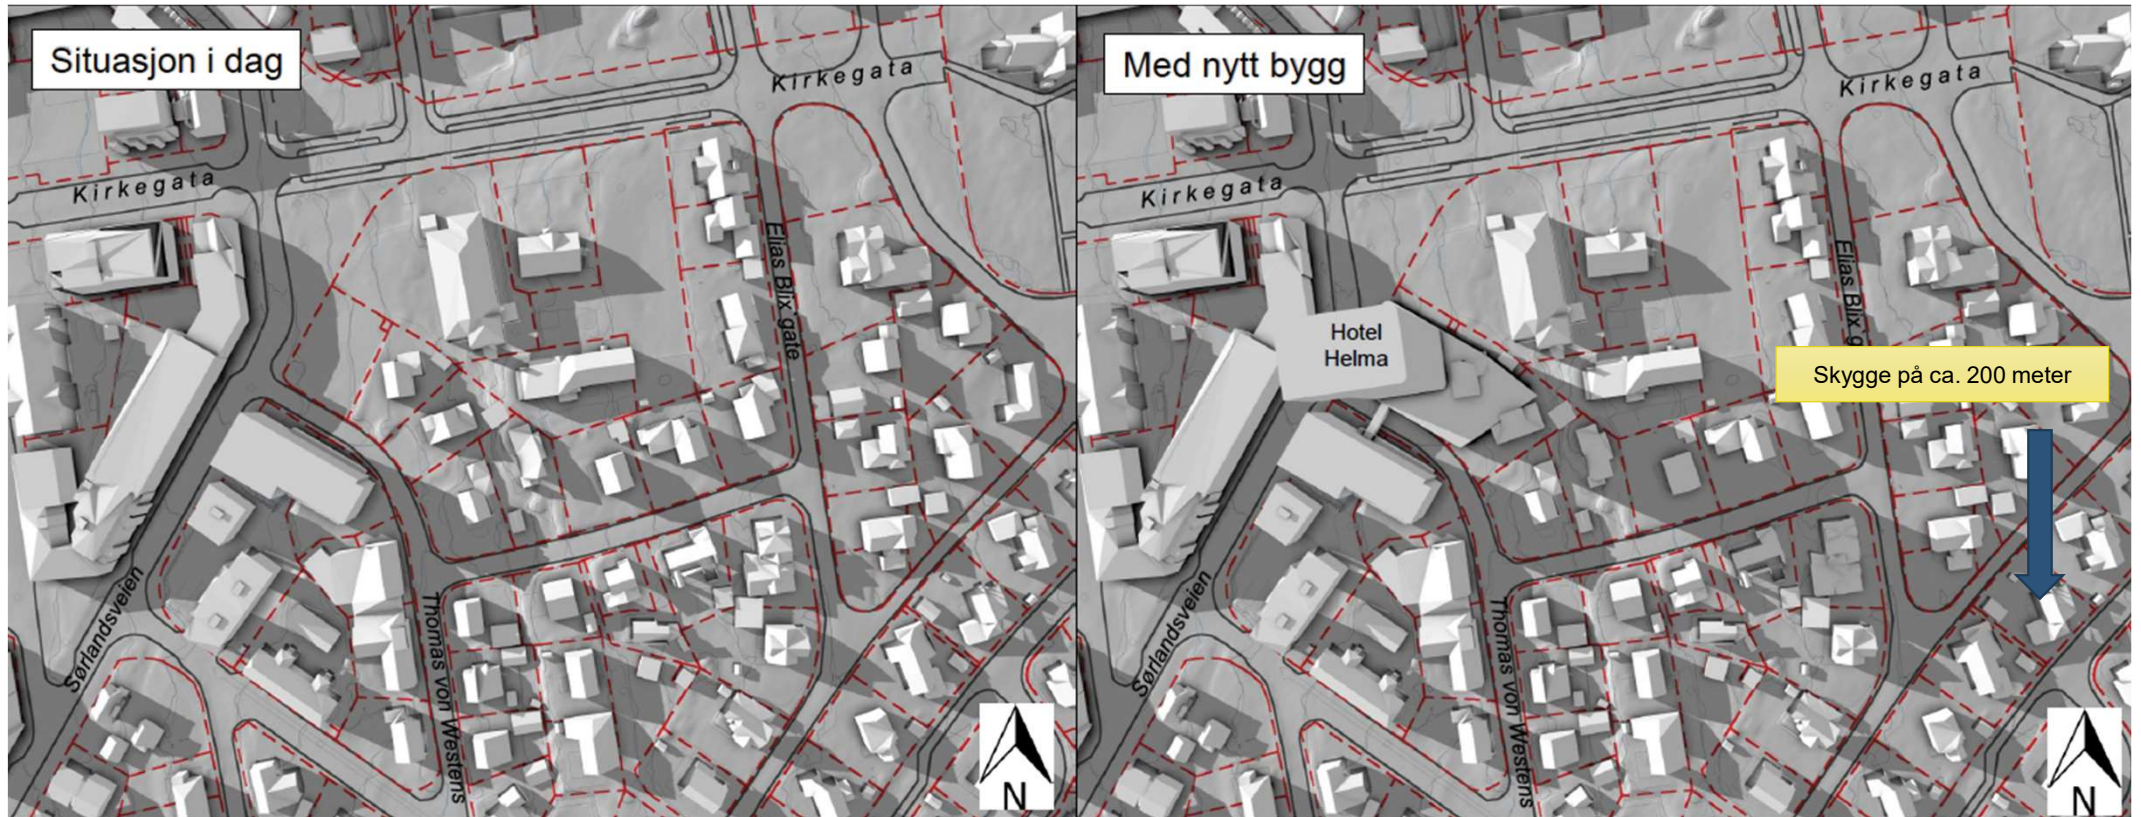 Situasjon i dag
Kirkegata
Kirkegata
Elias Blix' gate
Sørlandsveien
Thomas von Westens
N
Med nytt bygg
Kirkegata
Kirkegata
Hotel
Helma
Elias Blix' g
Skygge på ca. 200 meter
Sørlandsveien
Thomas von Westens
N